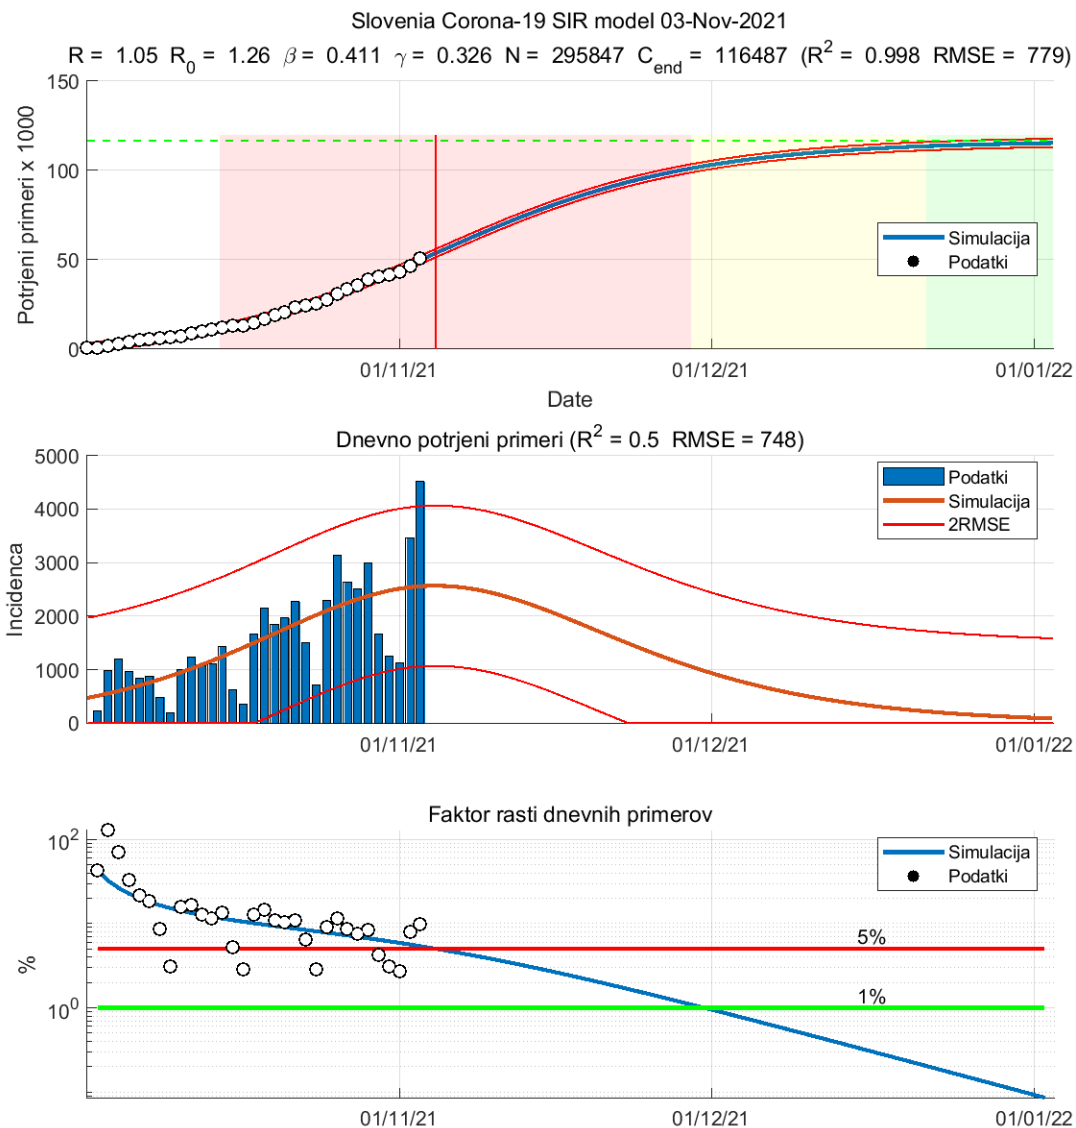 Slovenia Corona-19 SIR model 03-Nov-2021
R = 1.05 R0 = 1.26 β = 0.411 γ = 0.326 N = 295847 Cend = 116487 (R2 = 0.998 RMSE = 779)
Potrjeni primeri x 1000
150
100
50
0
Simulacija
Podatki
01/11/21 01/12/21 01/01/22
Date
Dnevno potrjeni primeri (R2 = 0.5 RMSE = 748)
Incidenca
5000
4000
3000
2000
1000
0
Podatki
Simulacija
2RMSE
01/11/21 01/12/21 01/01/22
Faktor rasti dnevnih primerov
%
102
100
Simulacija
Podatki
5%
1%
01/11/21 01/12/21 01/01/22